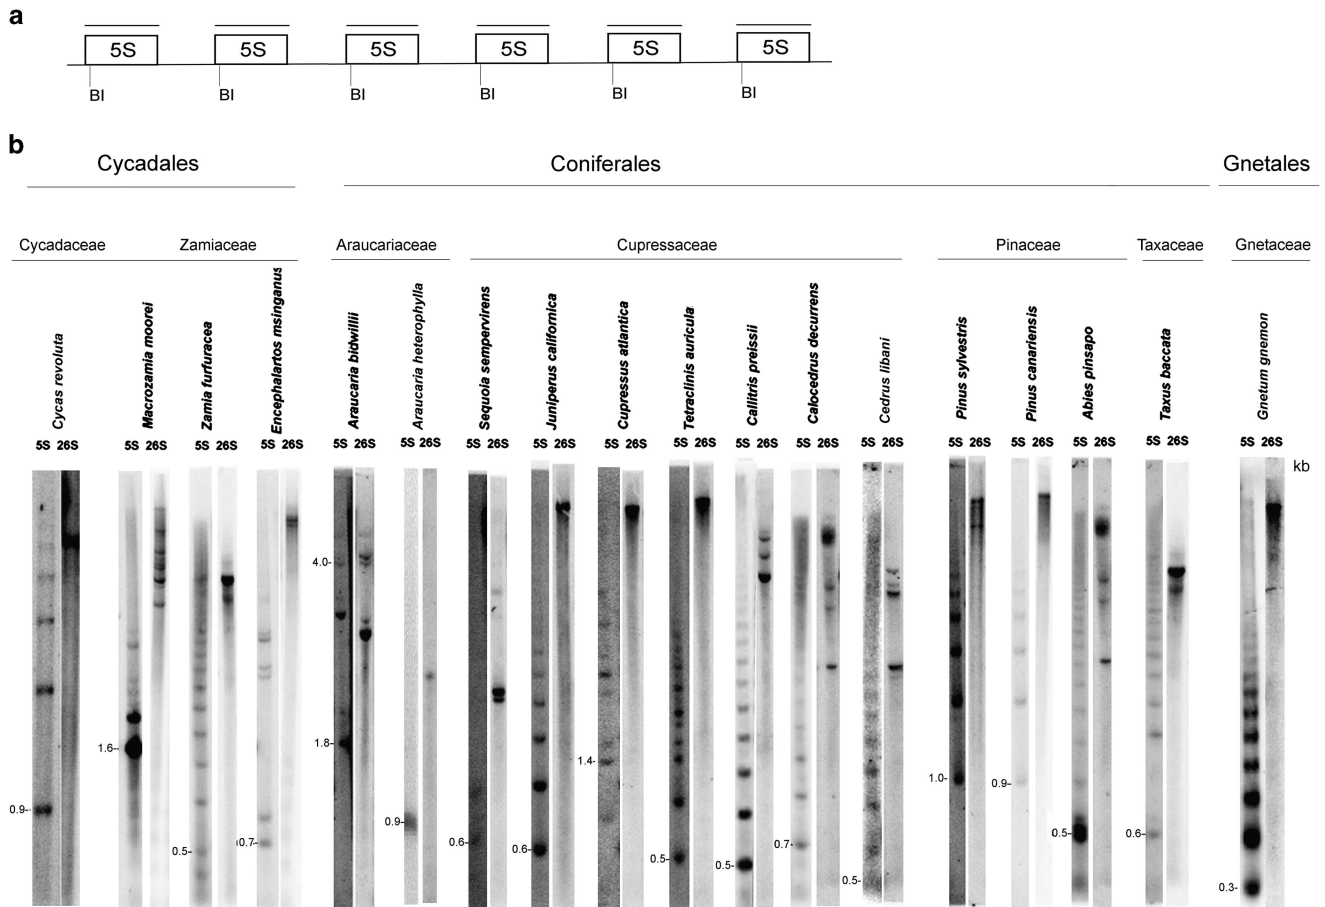 a
5S 5S 5S 5S 5S 5S
BI BI BI BI BI BI
b
Cycadales Coniferales Gnetales
Cycadaceae Zamiaceae Araucariaceae Cupressaceae Pinaceae Taxaceae Gnetaceae
Cycas revoluta
Macrozamia moorei
Zamia furfuracea
Encephalartos msinganus
Araucaria bidwillii
Araucaria heterophylla
Sequoia sempervirens
Juniperus californica
Cupressus atlantica
Tetraclinis auricula
Callitris preissii
Calocedrus decurrens
Cedrus libani
Pinus sylvestris
Pinus canariensis
Abies pinsapo
Taxus baccata
Gnetum gnemon
5S 26S 5S 26S 5S 26S 5S 26S 5S 26S 5S 26S 5S 26S 5S 26S 5S 26S 5S 26S 5S 26S 5S 26S 5S 26S 5S 26S 5S 26S 5S 26S 5S 26S 5S 26S
kb
4.0-
1.8-
1.6-
1.4-
1.0-
0.9-
0.9-
0.9-
0.5-
0.7-
0.6-
0.6-
0.5-
0.5-
0.7-
0.5-
0.5-
0.6-
0.3-